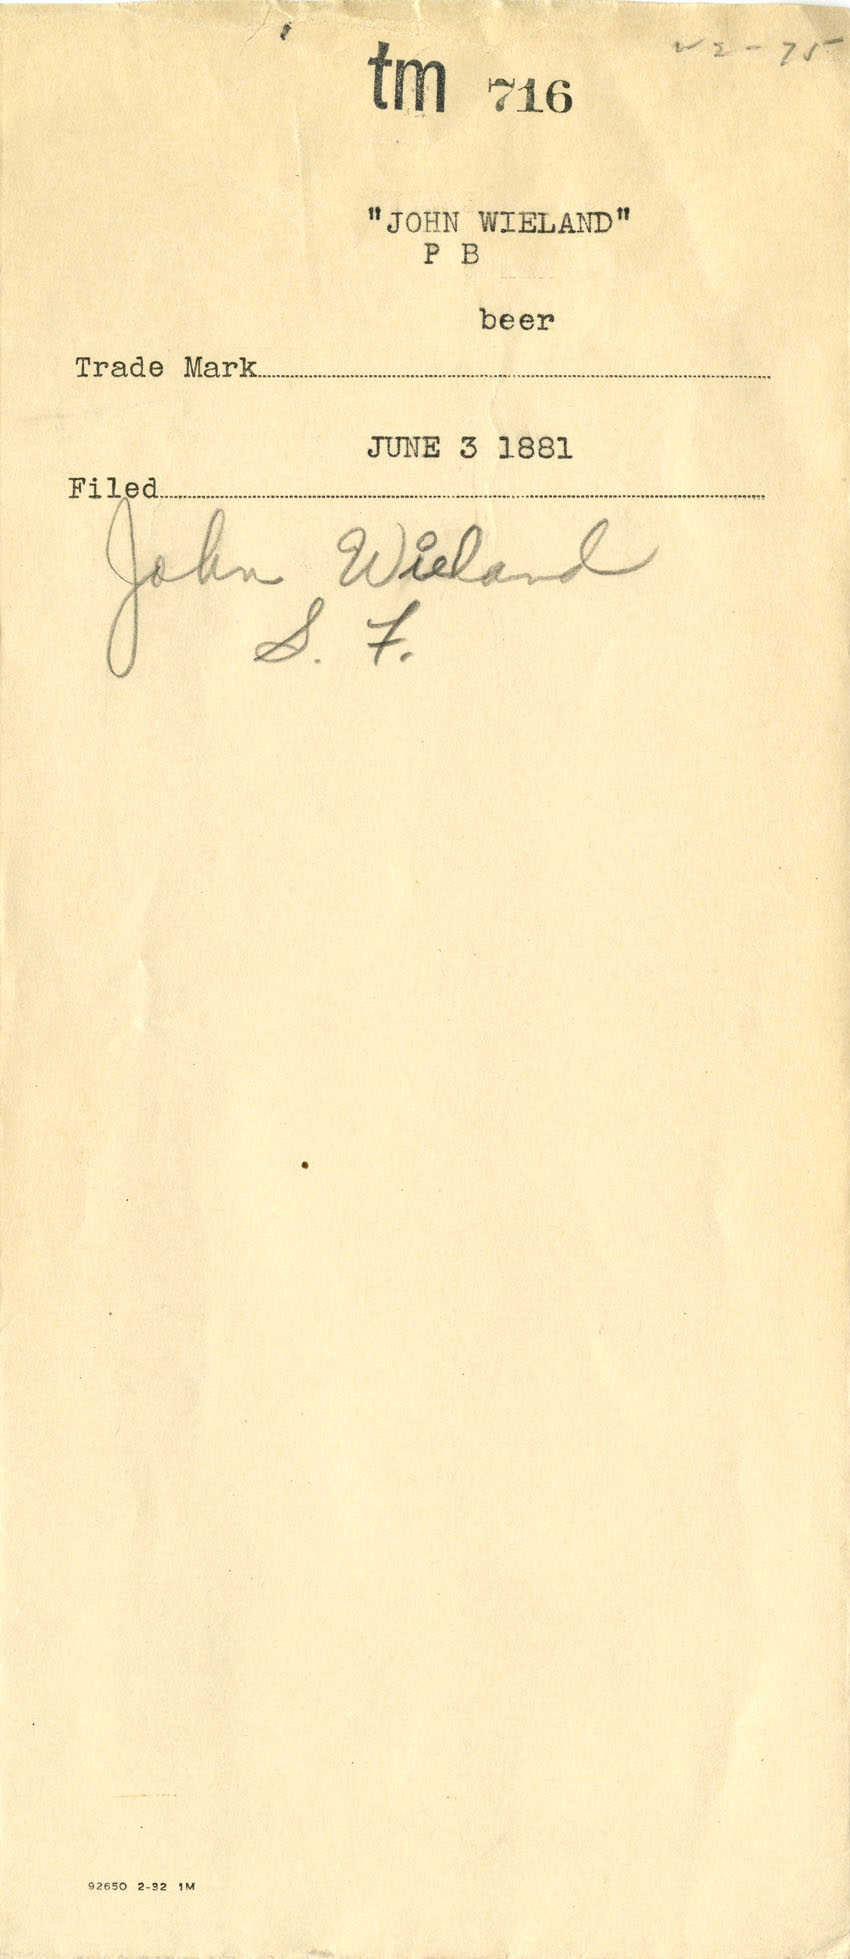 tm 716
"JOHN WIELAND"
P B
beer
Trade Mark
JUNE 3 1881
Filed
John Wieland
S. F.
92650 2-32 1M